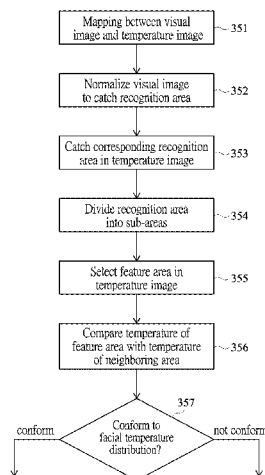 Mapping between visual
image and temperature image
351
Normalize visual image
to catch recognition area
352
Catch corresponding recognition
area in temperature image
353
Divide recognition area
into sub-areas
354
Select feature area in
temperature image
355
Compare temperature of
feature area with temperature
of neighboring area
356
357
conform
Conform to
facial temperature
distribution?
not conform